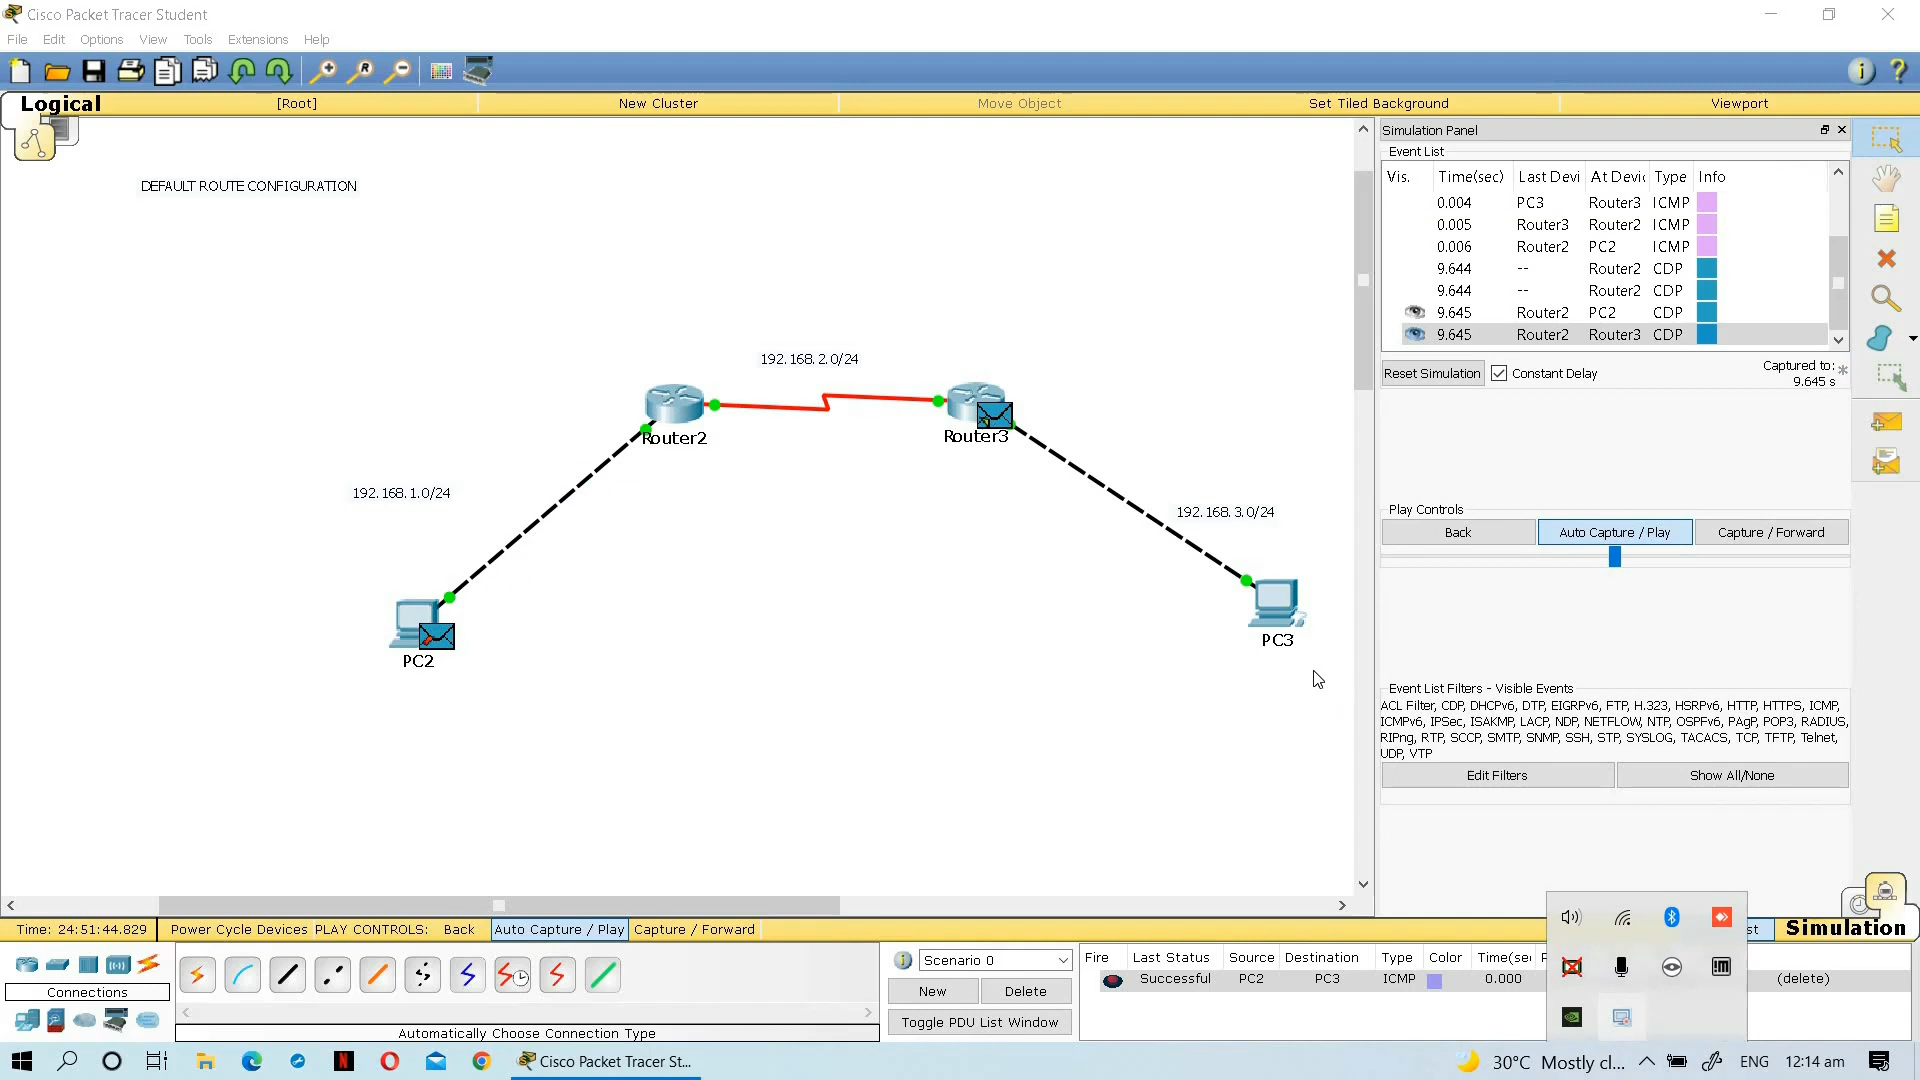 Cisco Packet Tracer Student
File Edit Options View Tools Extensions Help
Logical [Root] New Cluster Move Object Set Tiled Background Viewport
DEFAULT ROUTE CONFIGURATION
192.168.2.0/24
Router2
Router3
192.168.1.0/24
192.168.3.0/24
PC2
PC3
Simulation Panel
Event List
Vis. Time(sec) Last Devi At Devic Type Info
0.004 PC3 Router3 ICMP
0.005 Router3 Router2 ICMP
0.006 Router2 PC2 ICMP
9.644 -- Router2 CDP
9.644 -- Router2 CDP
9.645 Router2 PC2 CDP
9.645 Router2 Router3 CDP
Reset Simulation Constant Delay Captured to: *
9.645 s
Play Controls
Back Auto Capture / Play Capture / Forward
Event List Filters - Visible Events
ACL Filter, CDP, DHCPv6, DTP, EIGRPv6, FTP, H.323, HSRPv6, HTTP, HTTPS, ICMP,
ICMPv6, IPSec, ISAKMP, LACP, NDP, NETFLOW, NTP, OSPFv6, PAgP, POP3, RADIUS,
RIPng, RTP, SCCP, SMTP, SNMP, SSH, STP, SYSLOG, TACACS, TCP, TFTP, Telnet,
UDP, VTP
Edit Filters Show All/None
Time: 24:51:44.829 Power Cycle Devices PLAY CONTROLS: Back Auto Capture / Play Capture / Forward st Simulation
Connections
Automatically Choose Connection Type
Scenario 0
New Delete
Toggle PDU List Window
Fire Last Status Source Destination Type Color Time(sec
Successful PC2 PC3 ICMP 0.000 (delete)
Cisco Packet Tracer St... 30°C Mostly cl... ENG 12:14 am